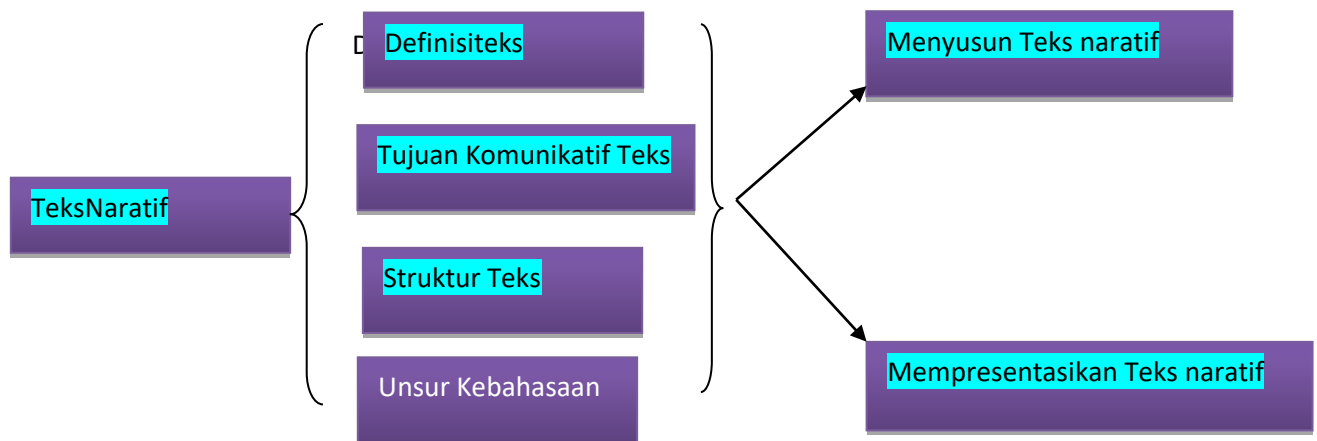 TeksNaratif
D
Definisiteks
Tujuan Komunikatif Teks
Struktur Teks
Unsur Kebahasaan
Menyusun Teks naratif
Mempresentasikan Teks naratif